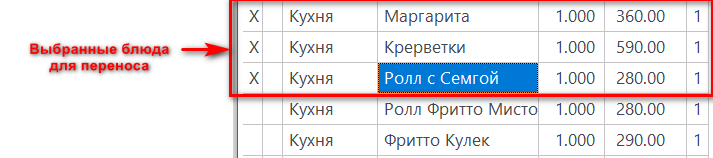 Выбранные блюда
для переноса
X Кухня Маргарита 1.000 360.00 1
X Кухня Крерветки 1.000 590.00 1
X Кухня Ролл с Семгой 1.000 280.00 1
Кухня Ролл Фритто Мисто 1.000 280.00 1
Кухня Фритто Кулек 1.000 290.00 1